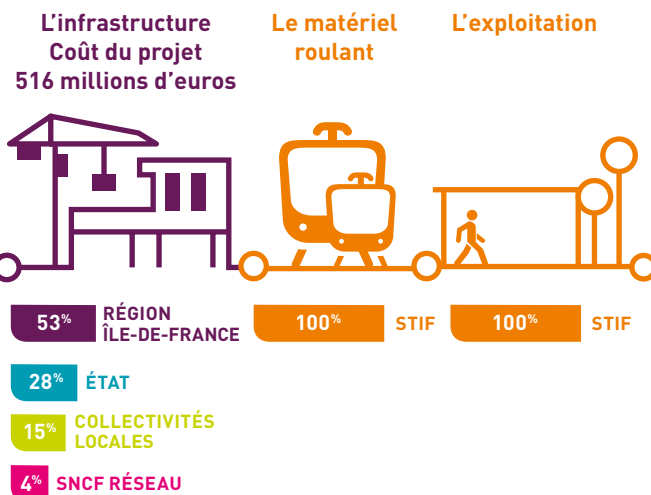 L'infrastructure
Coût du projet
516 millions d'euros
Le matériel
roulant
L'exploitation
53%
RÉGION
ÎLE-DE-FRANCE
100% STIF
100% STIF
28% ÉTAT
15% COLLECTIVITÉS
LOCALES
4% SNCF RÉSEAU